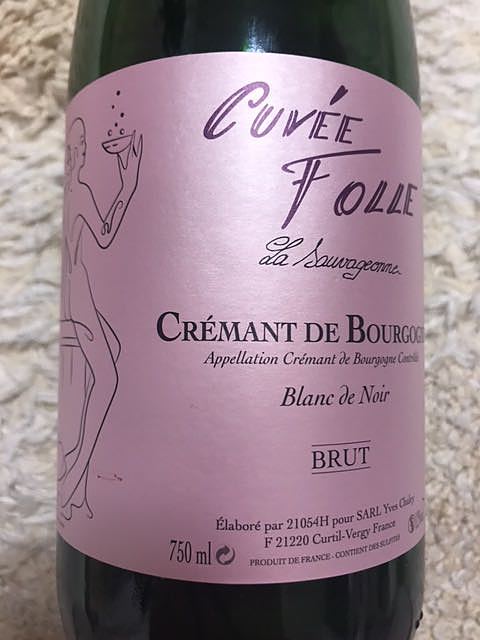 CUVÉE
FOLLE
La Sauvageonne
CRÉMANT DE BOURGOG
Appellation Crémant de Bourgogne Contrôlée
Blanc de Noir
BRUT
Élaboré par 21054H pour SARL Yves Chaley
F 21220 Curtil-Vergy France
750 ml
PRODUIT DE FRANCE - CONTIENT DES SULFITES